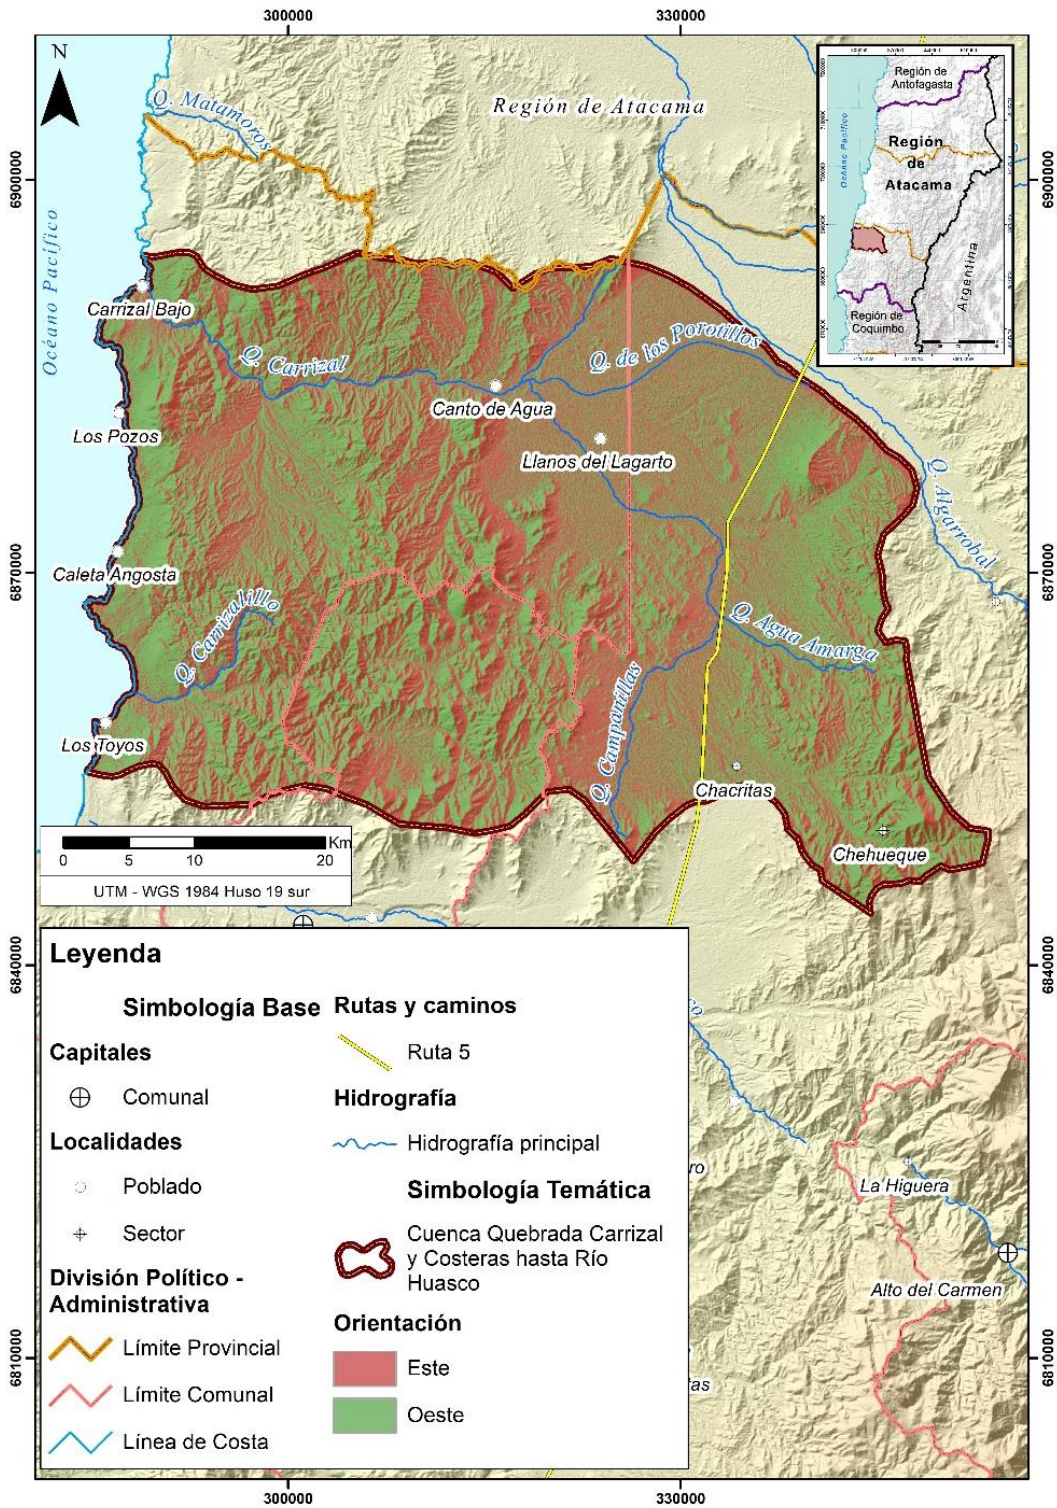 300000
330000
N
Q. Matamoros
Región de Atacama
6900000
6900000
Océano Pacífico
Región de
Antofagasta
Océano Pacífico
Región
de
Atacama
Argentina
Región de
Coquimbo
Carrizal Bajo
Q. Carrizal
Q. de los Porotillos
Canto de Agua
Los Pozos
Llanos del Lagarto
Q. Algarrobal
6870000
6870000
Caleta Angosta
Q. Carrizalillo
Q. Agua Amarga
Q. Campanillas
Los Toyos
Chacritas
Chehueque
Km
0 5 10 20
UTM - WGS 1984 Huso 19 sur
6840000
6840000
Leyenda
Simbología Base
Capitales
Comunal
Localidades
Poblado
Sector
División Político -
Administrativa
Límite Provincial
Límite Comunal
Línea de Costa
Rutas y caminos
Ruta 5
Hidrografía
Hidrografía principal
Simbología Temática
Cuenca Quebrada Carrizal
y Costeras hasta Río
Huasco
Orientación
Este
Oeste
co
ro
tas
La Higuera
Alto del Carmen
6810000
6810000
300000
330000